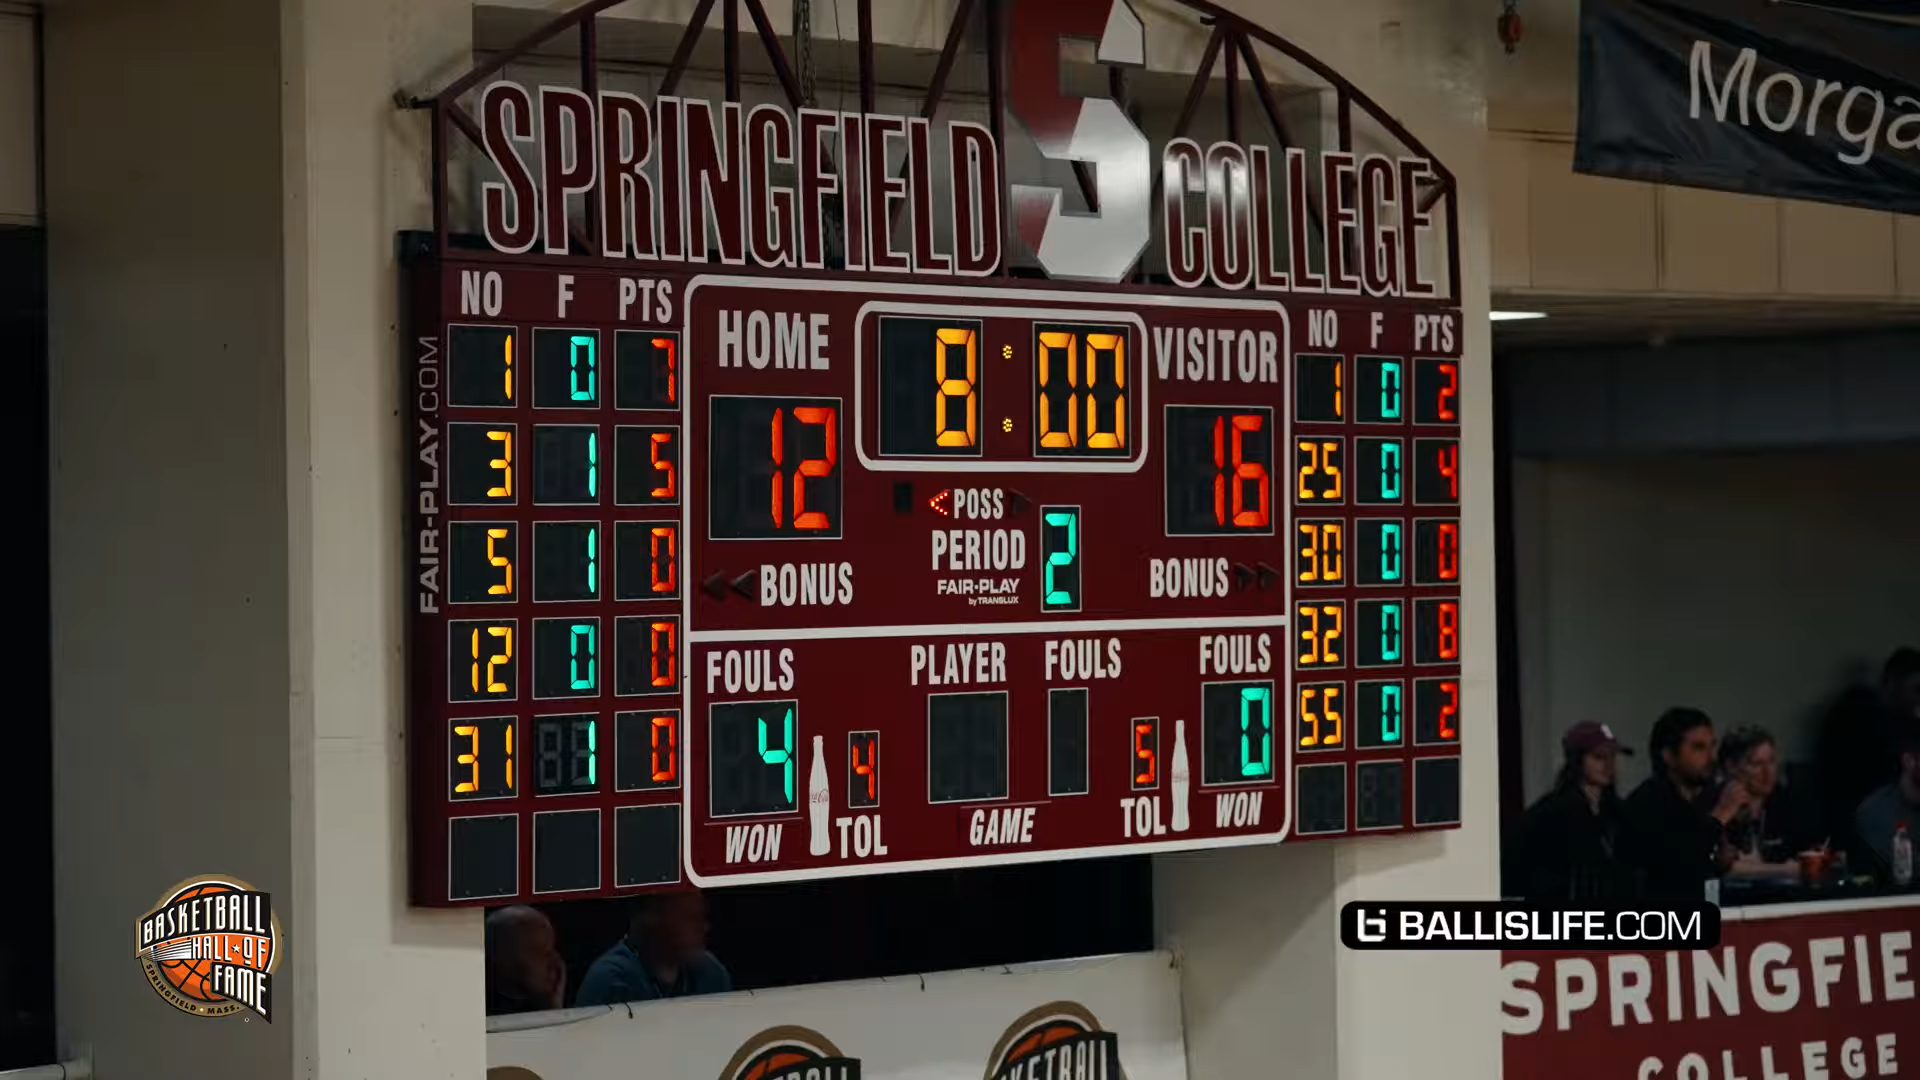 Morga
SPRINGFIELD S COLLEGE
NO F PTS
1 0 7
3 1 5
5 1 0
12 0 0
31 1 0
FAIR-PLAY.COM
HOME
8:00
VISITOR
12
16
< POSS
PERIOD 2
FAIR-PLAY
by TRANSLUX
BONUS
BONUS
FOULS
PLAYER FOULS
FOULS
4
4
5
0
WON TOL
GAME
TOL WON
NO F PTS
1 0 2
25 0 4
30 0 0
32 0 8
55 0 2
BASKETBALL
HALL OF
FAME
SPRINGFIELD • MASS.
BALLISLIFE.COM
SPRINGFIE
COLLEGE
KETBALL